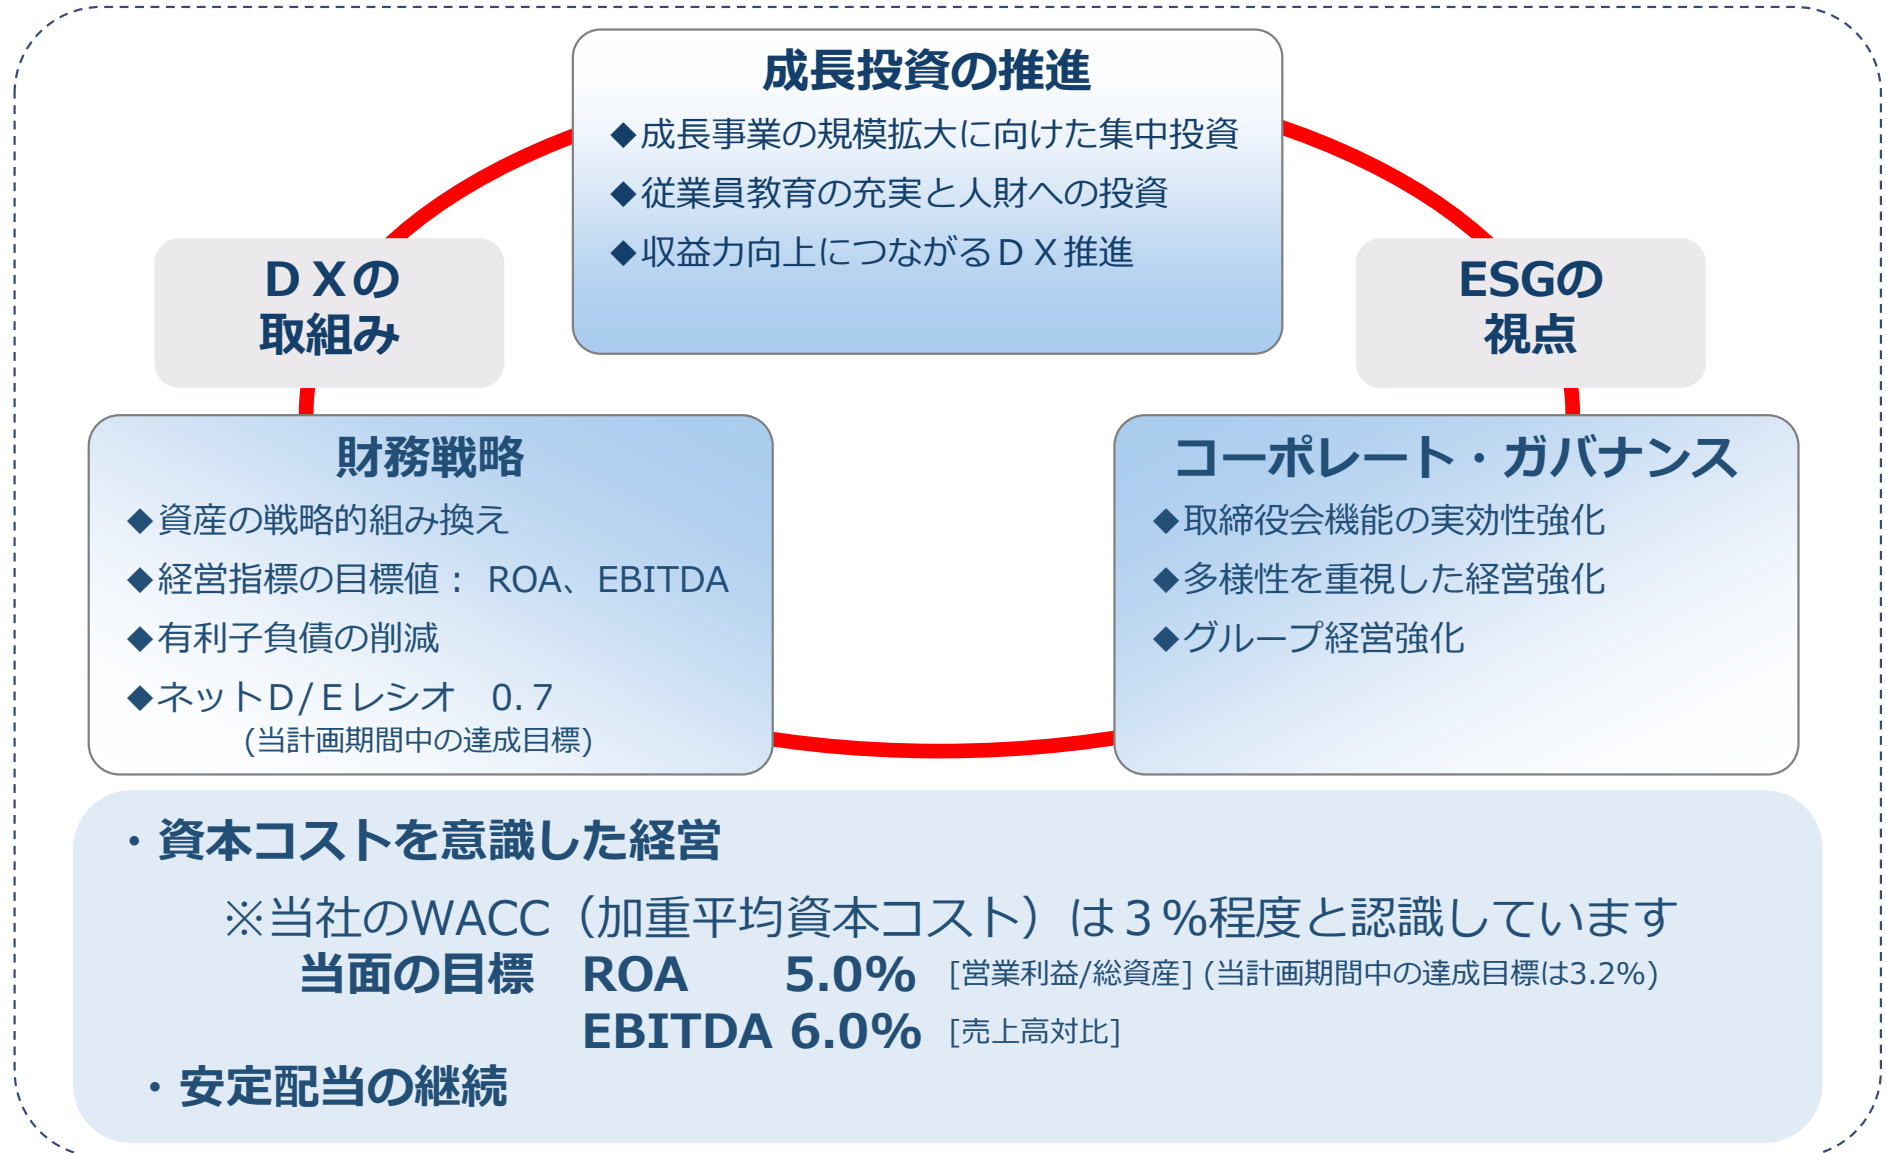 成長投資の推進
◆成長事業の規模拡大に向けた集中投資
◆従業員教育の充実と人財への投資
◆収益力向上につながるＤＸ推進
ＤＸの
取組み
ESGの
視点
財務戦略
◆資産の戦略的組み換え
◆経営指標の目標値： ROA、EBITDA
◆有利子負債の削減
◆ネットＤ/Ｅレシオ　０.７
(当計画期間中の達成目標)
コーポレート・ガバナンス
◆取締役会機能の実効性強化
◆多様性を重視した経営強化
◆グループ経営強化
・資本コストを意識した経営
※当社のWACC（加重平均資本コスト）は３%程度と認識しています
当面の目標　ROA　　5.0%　[営業利益/総資産] (当計画期間中の達成目標は3.2%)
EBITDA 6.0%　[売上高対比]
・安定配当の継続